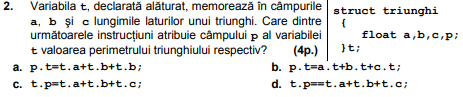 2. Variabila t, declarată alăturat, memorează în câmpurile
a, b și c lungimile laturilor unui triunghi. Care dintre
următoarele instrucțiuni atribuie câmpului p al variabilei
t valoarea perimetrului triunghiului respectiv? (4p.)
struct triunghi
{
float a,b,c,p;
}t;
a. p.t=t.a+t.b+t.b;
b. p.t=a.t+b.t+c.t;
c. t.p=t.a+t.b+t.c;
d. t.p==t.a+t.b+t.c;